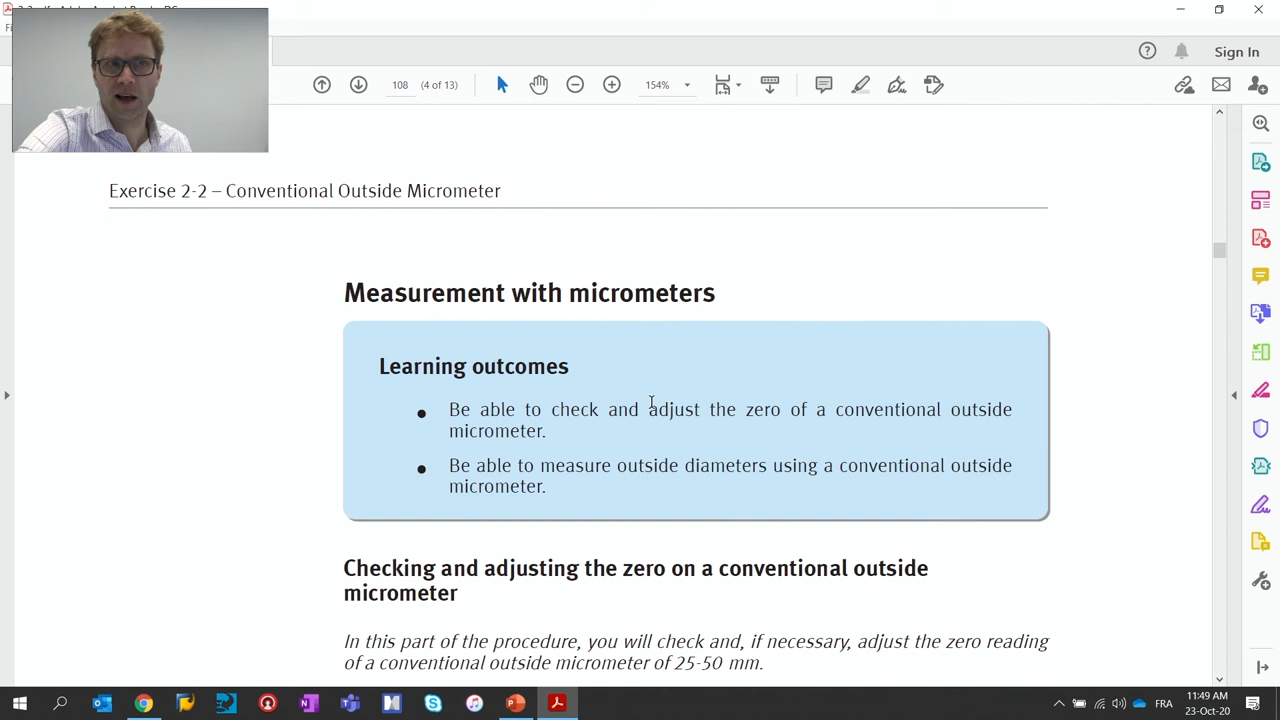 108
(4 of 13)
154%
Sign In
Exercise 2-2 – Conventional Outside Micrometer
Measurement with micrometers
Learning outcomes
● Be able to check and adjust the zero of a conventional outside
micrometer.
● Be able to measure outside diameters using a conventional outside
micrometer.
Checking and adjusting the zero on a conventional outside
micrometer
In this part of the procedure, you will check and, if necessary, adjust the zero reading
of a conventional outside micrometer of 25-50 mm.
FRA
11:49 AM
23-Oct-20